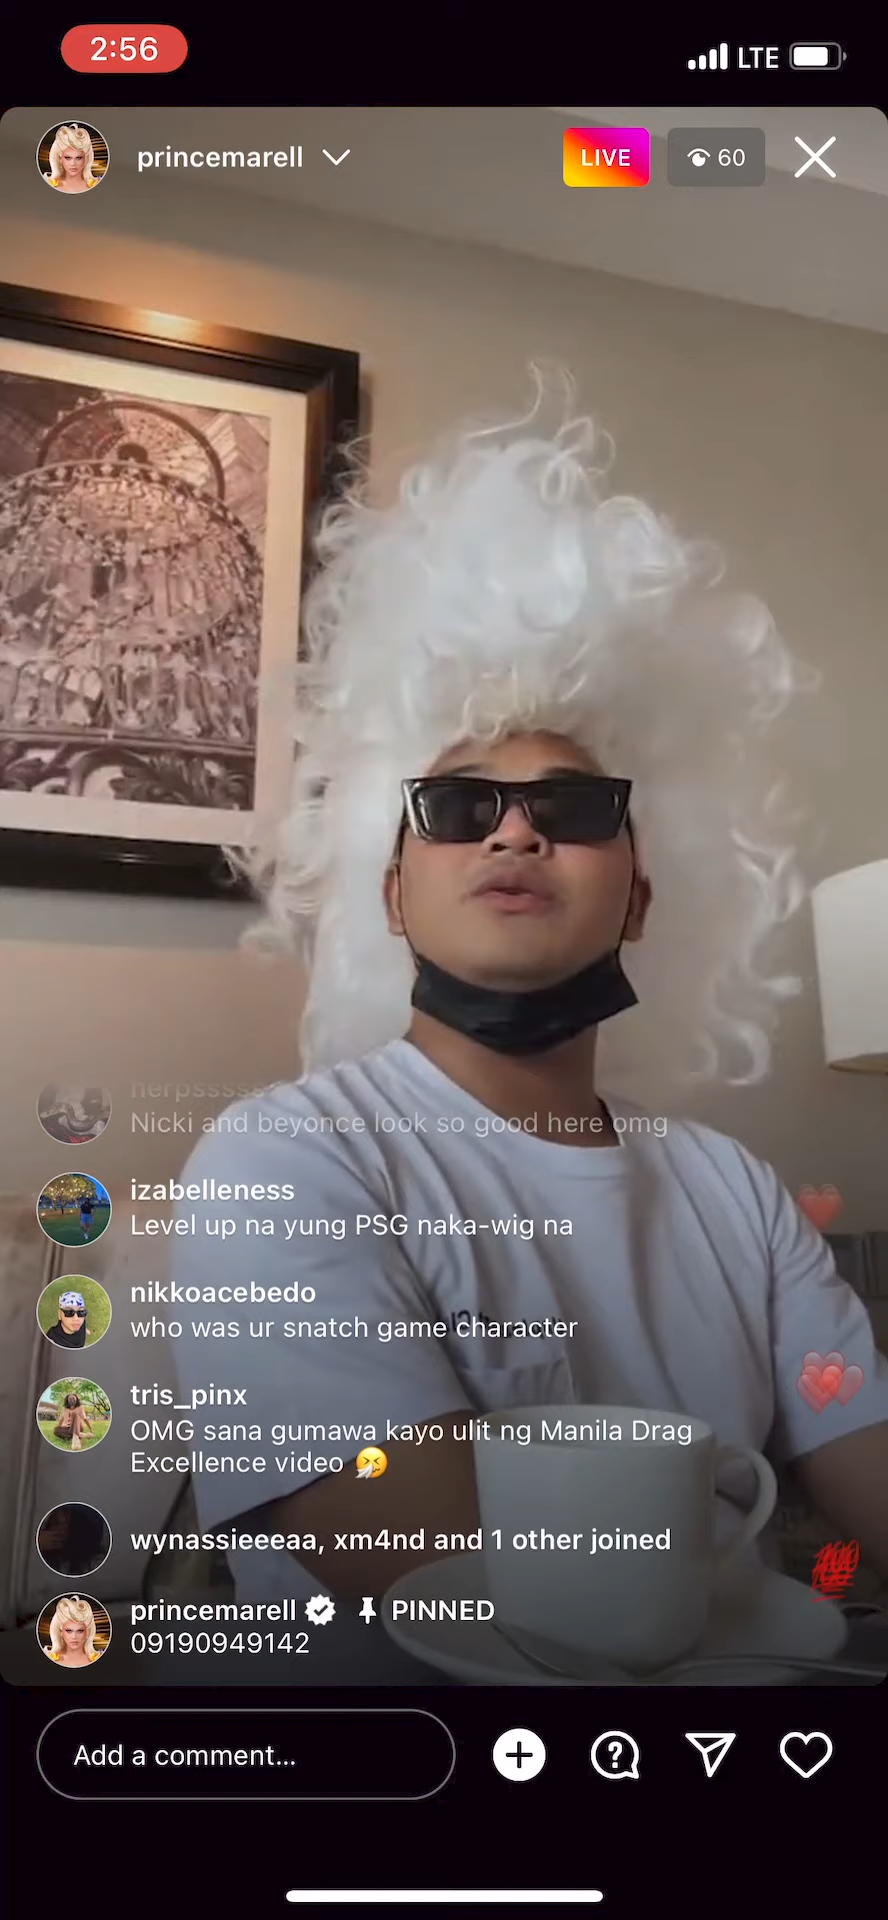 2:56
LTE
princemarell
LIVE
60
herpsssss
Nicki and beyonce look so good here omg
izabelleness
Level up na yung PSG naka-wig na
nikkoacebedo
who was ur snatch game character
tris_pinx
OMG sana gumawa kayo ulit ng Manila Drag
Excellence video 🤧
wynassieeeeaa, xm4nd and 1 other joined
princemarell PINNED
09190949142
💯
Add a comment...